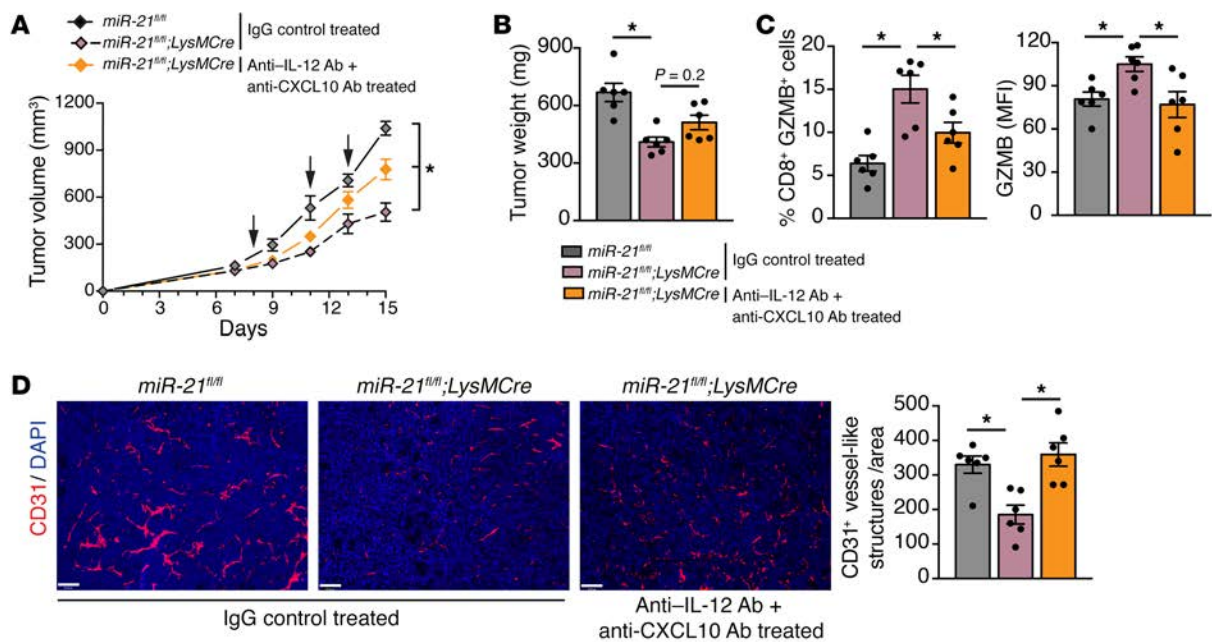 A
miR-21fl/fl
miR-21fl/fl;LysMCre
IgG control treated
miR-21fl/fl;LysMCre
Anti–IL-12 Ab +
anti-CXCL10 Ab treated
Tumor volume (mm3)
1200
900
600
300
0
0 3 6 9 12 15
Days
*
B
Tumor weight (mg)
900
600
300
0
*
P = 0.2
C
% CD8+ GZMB+ cells
20
15
10
5
0
* *
GZMB (MFI)
120
90
60
30
0
* *
miR-21fl/fl
miR-21fl/fl;LysMCre
IgG control treated
miR-21fl/fl;LysMCre
Anti–IL-12 Ab +
anti-CXCL10 Ab treated
D
miR-21fl/fl miR-21fl/fl;LysMCre miR-21fl/fl;LysMCre
CD31/ DAPI
IgG control treated
Anti–IL-12 Ab +
anti-CXCL10 Ab treated
CD31+ vessel-like
structures /area
500
400
300
200
100
0
* *